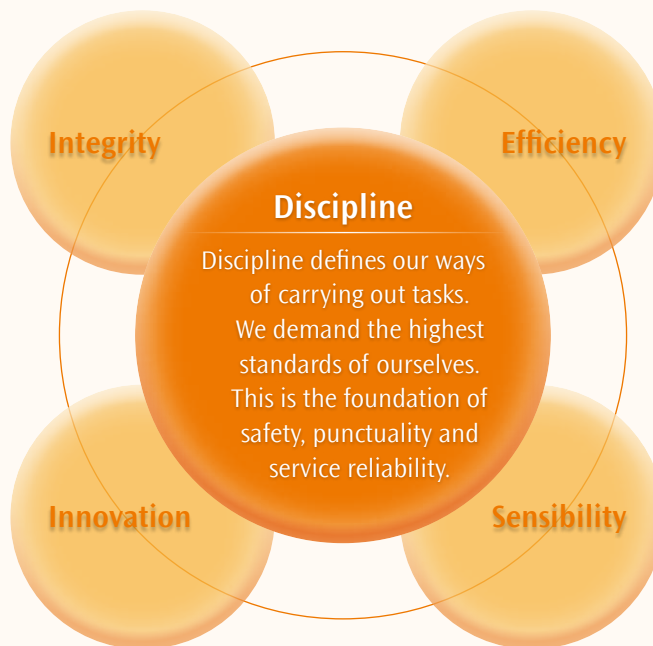 Integrity
Efficiency
Discipline
Discipline defines our ways
of carrying out tasks.
We demand the highest
standards of ourselves.
This is the foundation of
safety, punctuality and
service reliability.
Innovation
Sensibility